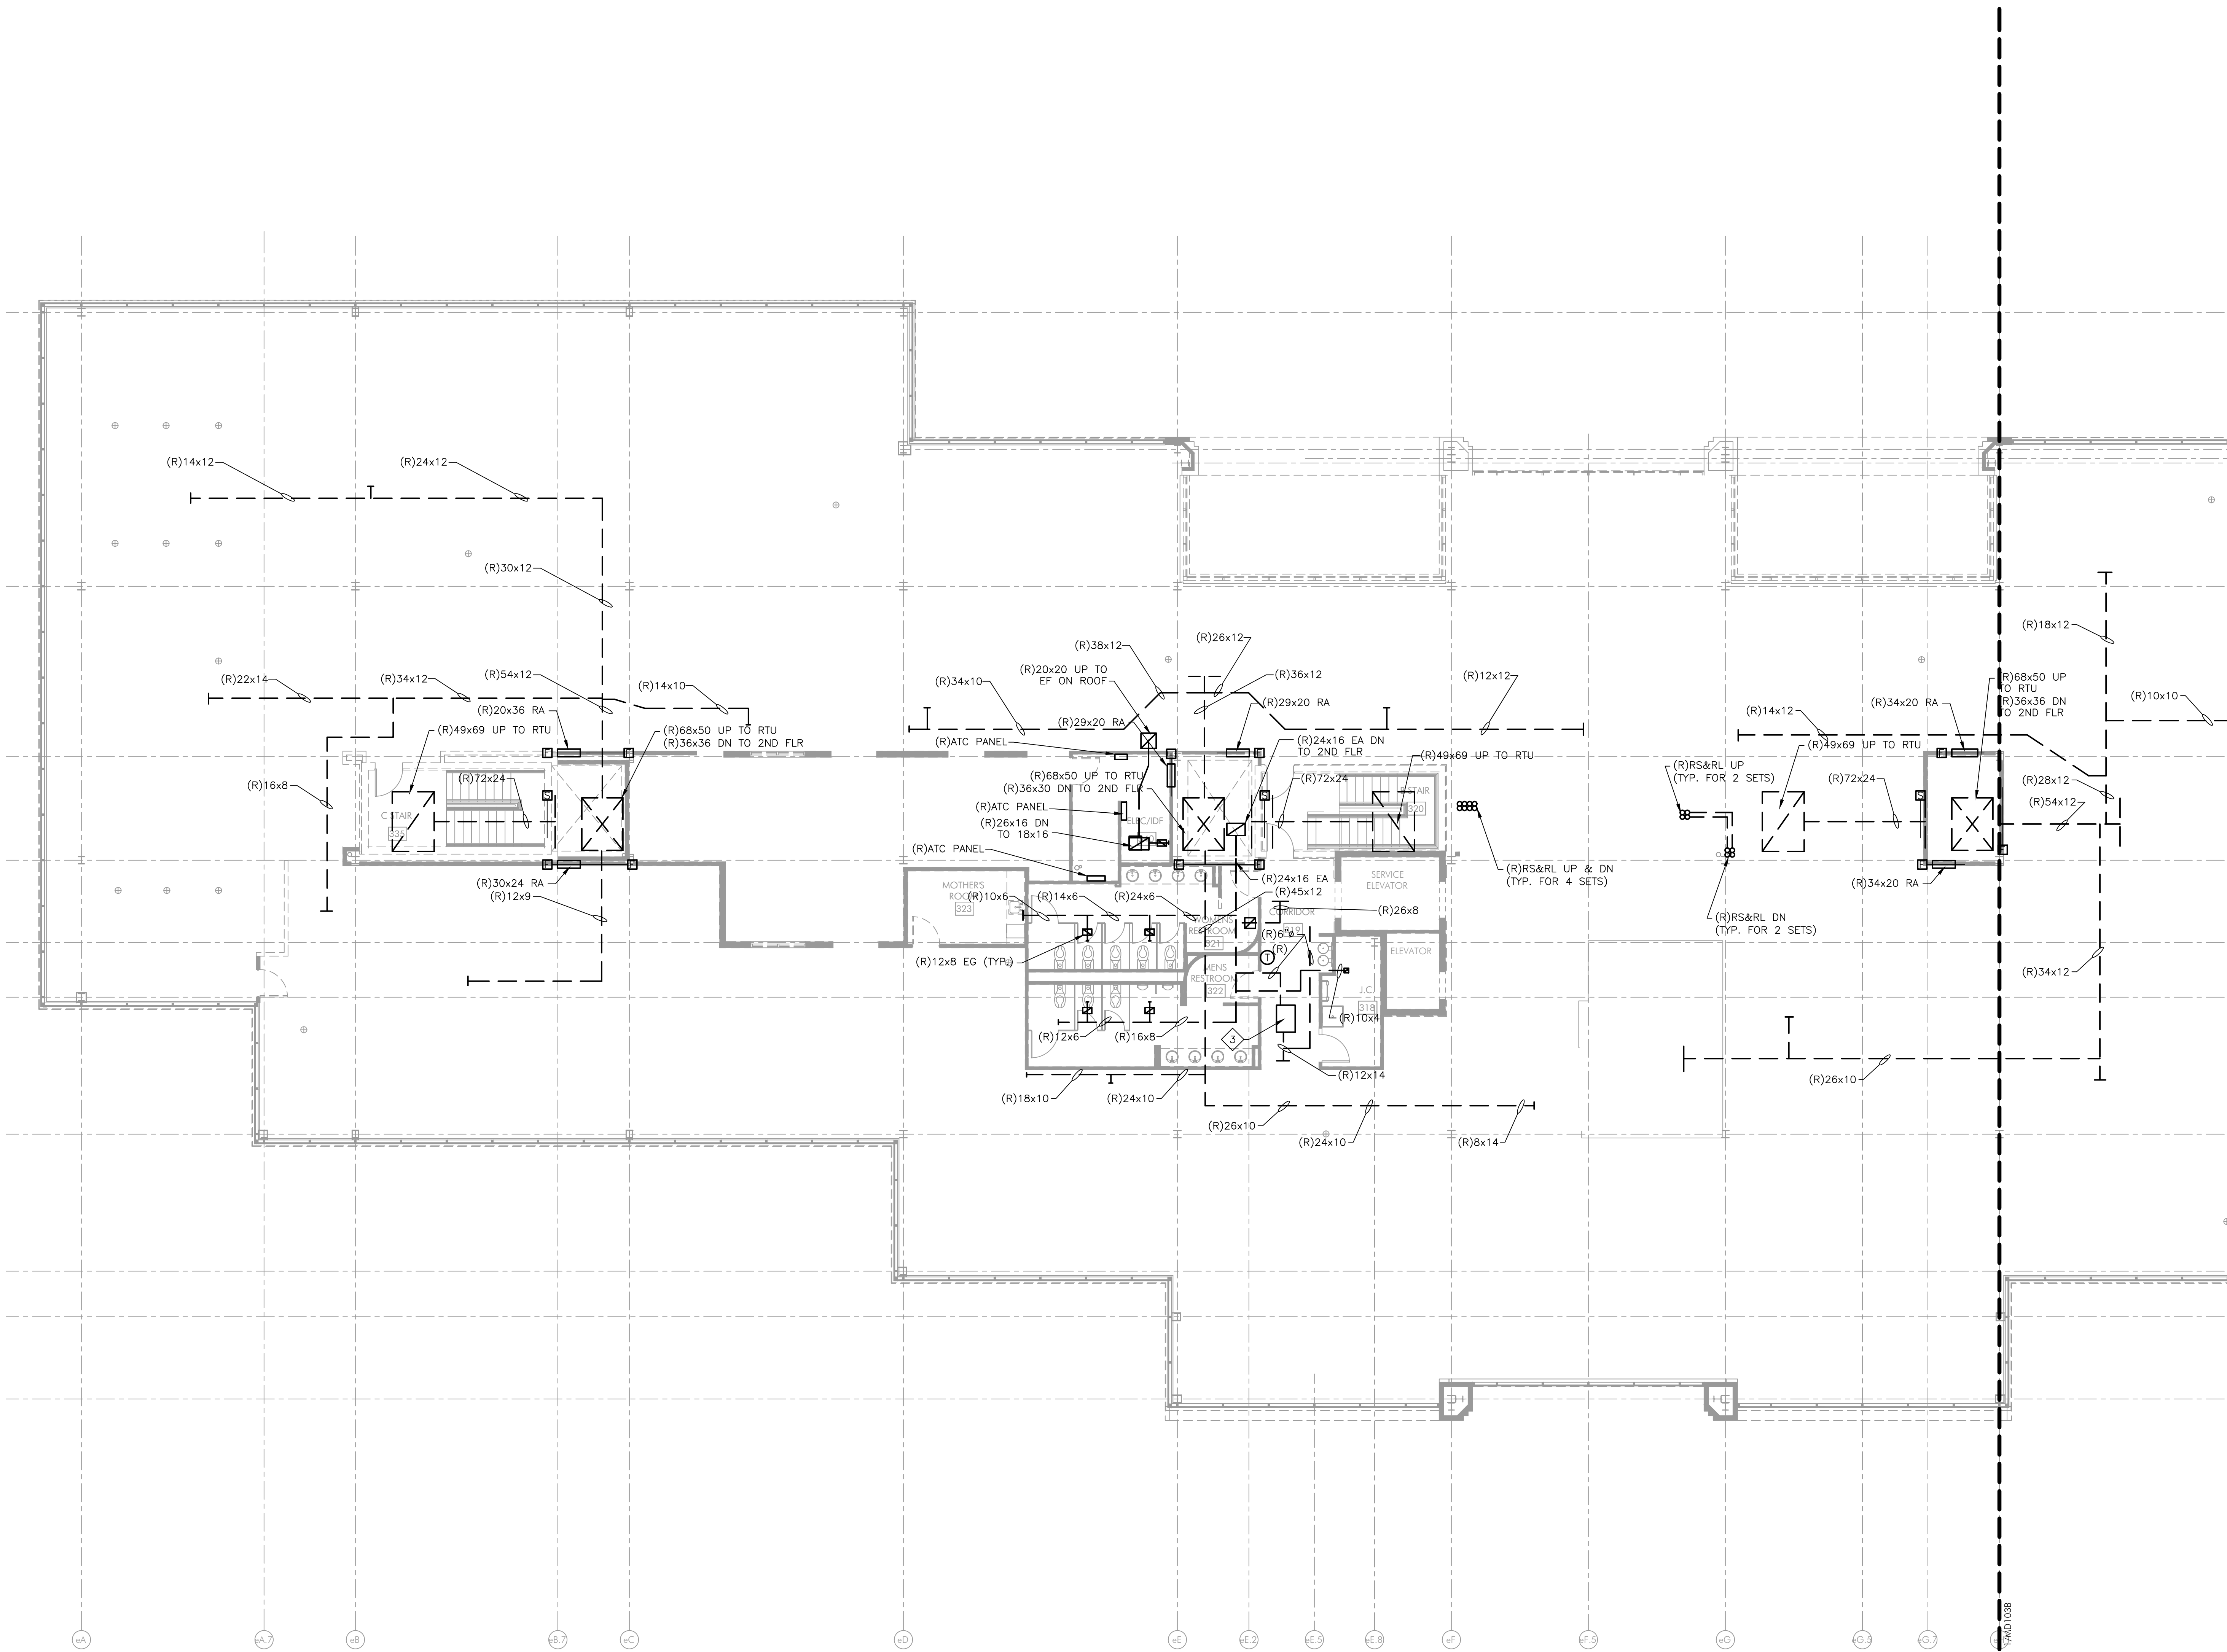 (R)14x12
(R)24x12
(R)30x12
(R)18x12
(R)26x12
(R)38x12
(R)20x20 UP TO
EF ON ROOF
(R)36x12
(R)22x14
(R)34x12
(R)54x12
(R)14x10
(R)34x10
(R)12x12
(R)68x50 UP
TO RTU
(R)36x36 DN
TO 2ND FLR
(R)10x10
(R)20x36 RA
(R)29x20 RA
(R)29x20 RA
(R)34x20 RA
(R)14x12
(R)49x69 UP TO RTU
(R)68x50 UP TO RTU
(R)36x36 DN TO 2ND FLR
(R)ATC PANEL
(R)24x16 EA DN
TO 2ND FLR
(R)49x69 UP TO RTU
(R)49x69 UP TO RTU
(R)RS&RL UP
(TYP. FOR 2 SETS)
(R)16x8
(R)72x24
(R)68x50 UP TO RTU
(R)36x30 DN TO 2ND FLR
(R)72x24
(R)72x24
(R)28x12
(R)54x12
C STAIR
335
STAIR
320
(R)ATC PANEL
(R)26x16 DN
TO 18x16
ELEC/IDF
F
F
S
F
F
F
F
F
F
S
F
S
F
F
(R)ATC PANEL
(R)30x24 RA
(R)12x9
(R)24x16 EA
(R)45x12
SERVICE
ELEVATOR
(R)RS&RL UP & DN
(TYP. FOR 4 SETS)
(R)34x20 RA
MOTHER'S
ROOM
323
(R)10x6
(R)14x6
(R)24x6
WOMENS
RESTROOM
321
CORRIDOR
319
(R)26x8
(R)RS&RL DN
(TYP. FOR 2 SETS)
(R)6"ø
(R)
T
ELEVATOR
(R)12x8 EG (TYP.)
MENS
RESTROOM
322
(R)34x12
J.C.
318
(R)10x4
(R)12x6
(R)16x8
3
(R)12x14
(R)26x10
(R)18x10
(R)24x10
(R)26x10
(R)24x10
(R)8x14
17MD103B
eA
eA.7
eB
eB.7
eC
eD
eE
eE.2
eE.5
eE.8
eF
eF.5
eG
eG.5
eG.7